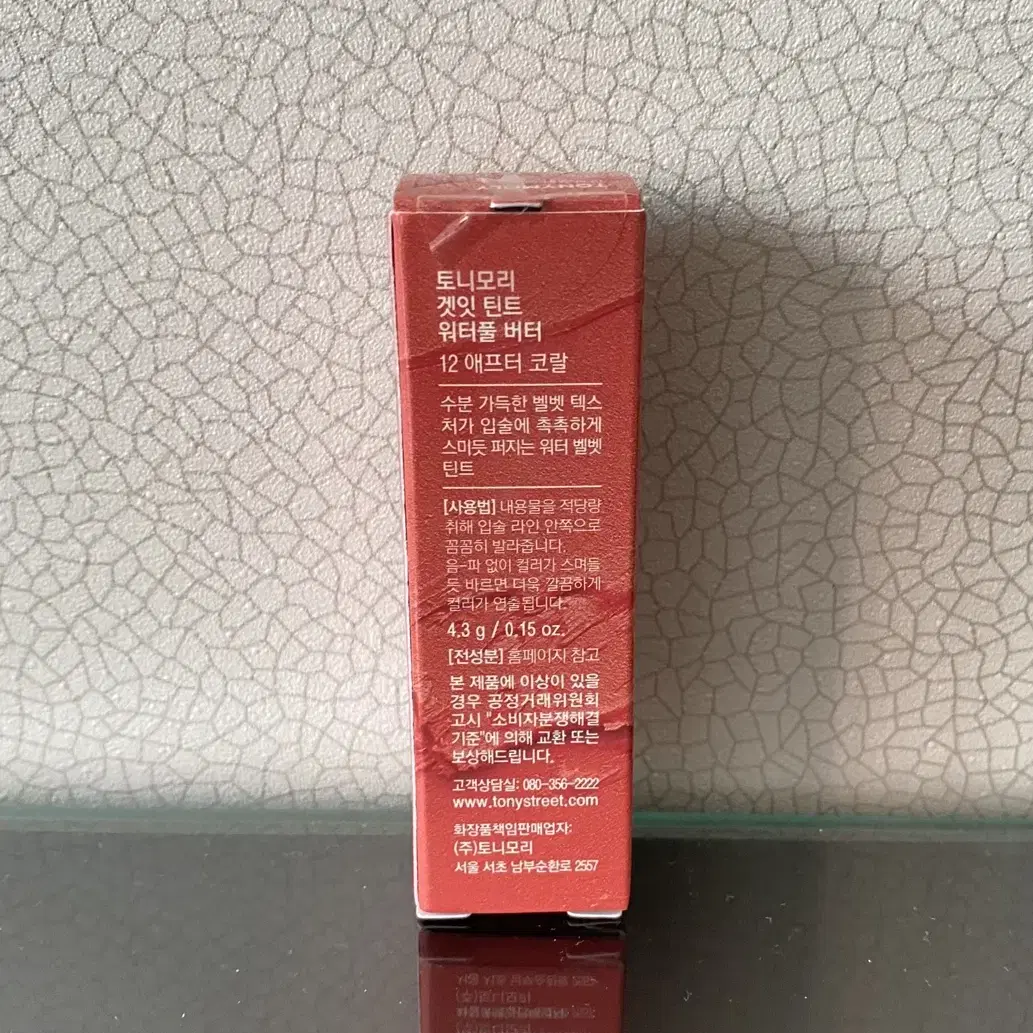 TONYMOLY
토니모리
겟잇 틴트
워터풀 버터
12 애프터 코랄
수분 가득한 벨벳 텍스
처가 입술에 촉촉하게
스미듯 퍼지는 워터 벨벳
틴트
[사용법] 내용물을 적당량
취해 입술 라인 안쪽으로
꼼꼼히 발라줍니다.
음-파 없이 컬러가 스며들
듯 바르면 더욱 깔끔하게
컬러가 연출됩니다.
4.3 g / 0.15 oz.
[전성분] 홈페이지 참고
본 제품에 이상이 있을
경우 공정거래위원회
고시 "소비자분쟁해결
기준"에 의해 교환 또는
보상해드립니다.
고객상담실: 080-356-2222
www.tonystreet.com
화장품책임판매업자:
(주)토니모리
서울 서초 남부순환로 2557